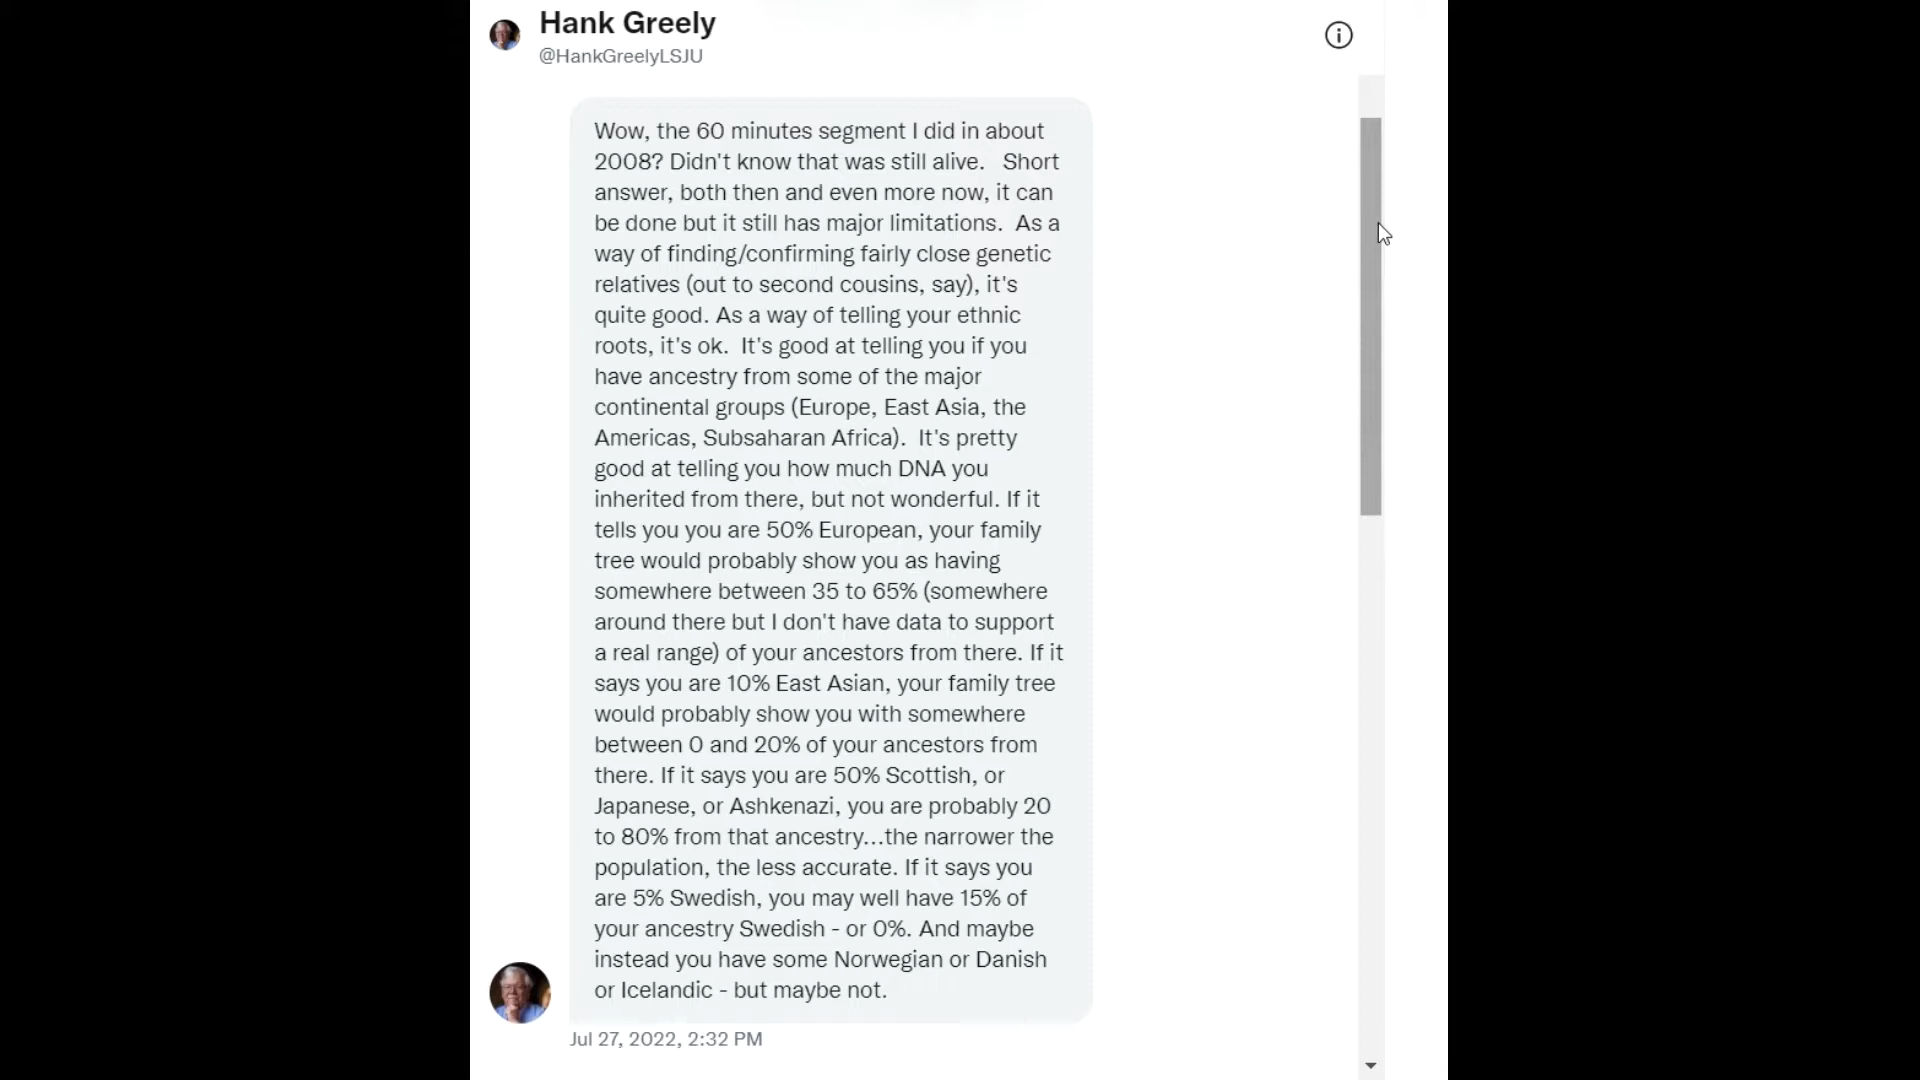 Hank Greely
@HankGreelyLSJU
Wow, the 60 minutes segment I did in about
2008? Didn't know that was still alive.   Short
answer, both then and even more now, it can
be done but it still has major limitations.  As a
way of finding/confirming fairly close genetic
relatives (out to second cousins, say), it's
quite good. As a way of telling your ethnic
roots, it's ok.  It's good at telling you if you
have ancestry from some of the major
continental groups (Europe, East Asia, the
Americas, Subsaharan Africa).  It's pretty
good at telling you how much DNA you
inherited from there, but not wonderful. If it
tells you you are 50% European, your family
tree would probably show you as having
somewhere between 35 to 65% (somewhere
around there but I don't have data to support
a real range) of your ancestors from there. If it
says you are 10% East Asian, your family tree
would probably show you with somewhere
between 0 and 20% of your ancestors from
there. If it says you are 50% Scottish, or
Japanese, or Ashkenazi, you are probably 20
to 80% from that ancestry...the narrower the
population, the less accurate. If it says you
are 5% Swedish, you may well have 15% of
your ancestry Swedish - or 0%. And maybe
instead you have some Norwegian or Danish
or Icelandic - but maybe not.
Jul 27, 2022, 2:32 PM